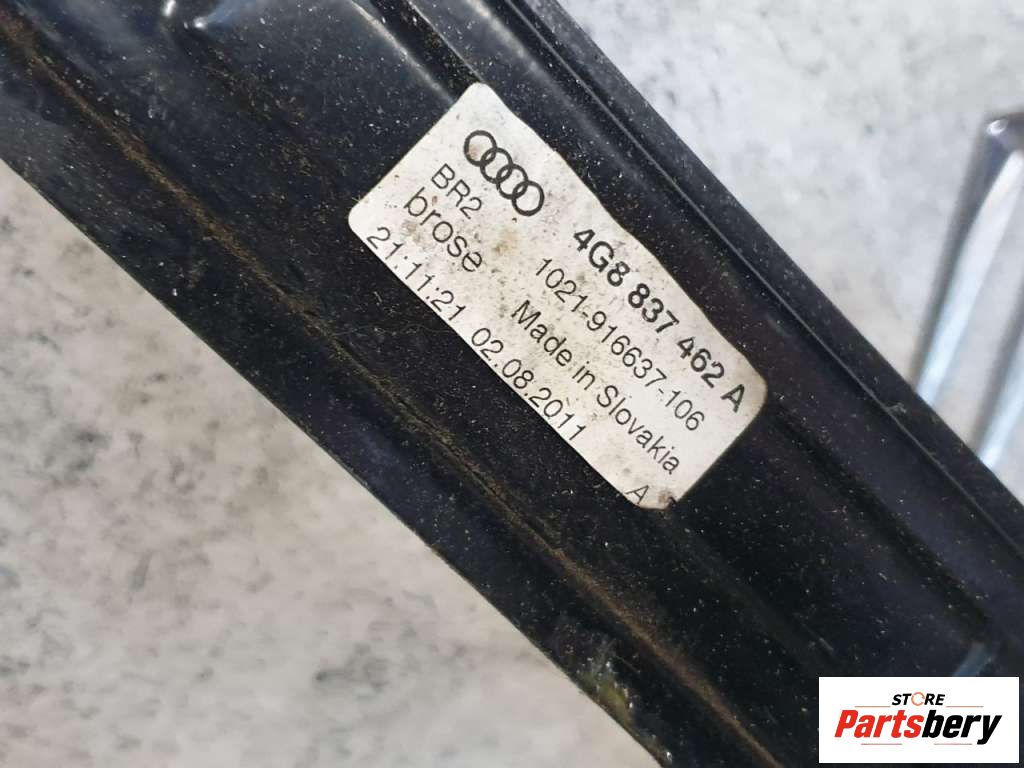 4G8 837 462 A
BR2 1021-916637-106
brose Made in Slovakia
21:11:21 02.08.2011 A
STORE
Partsbery